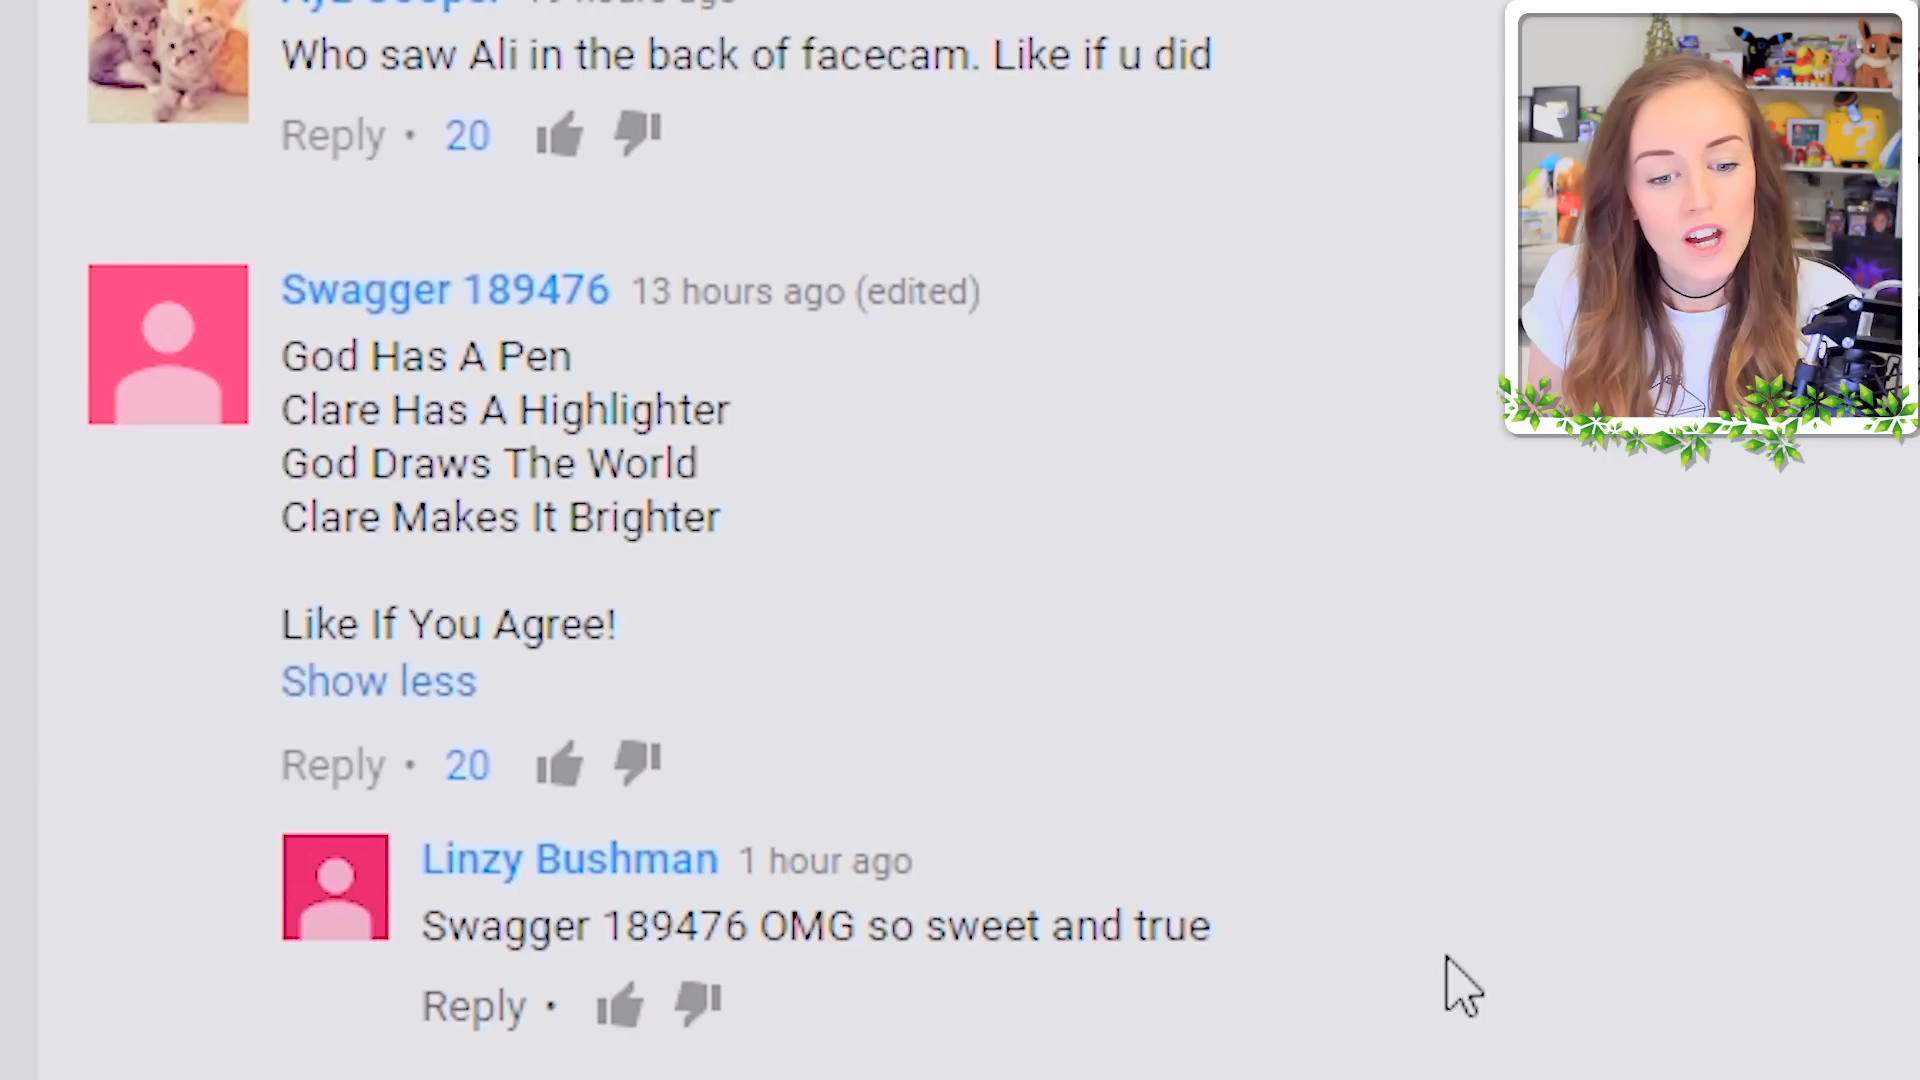 Who saw Ali in the back of facecam. Like if u did
Reply • 20
Swagger 189476 13 hours ago (edited)
God Has A Pen
Clare Has A Highlighter
God Draws The World
Clare Makes It Brighter
Like If You Agree!
Show less
Reply • 20
Linzy Bushman 1 hour ago
Swagger 189476 OMG so sweet and true
Reply •